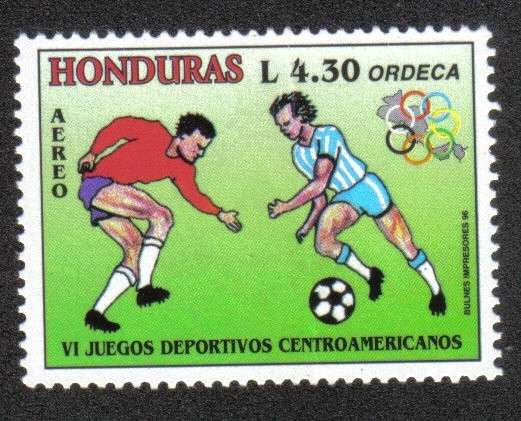 HONDURAS L 4.30 ORDECA
AEREO
BULNES IMPRESORES 96
VI JUEGOS DEPORTIVOS CENTROAMERICANOS